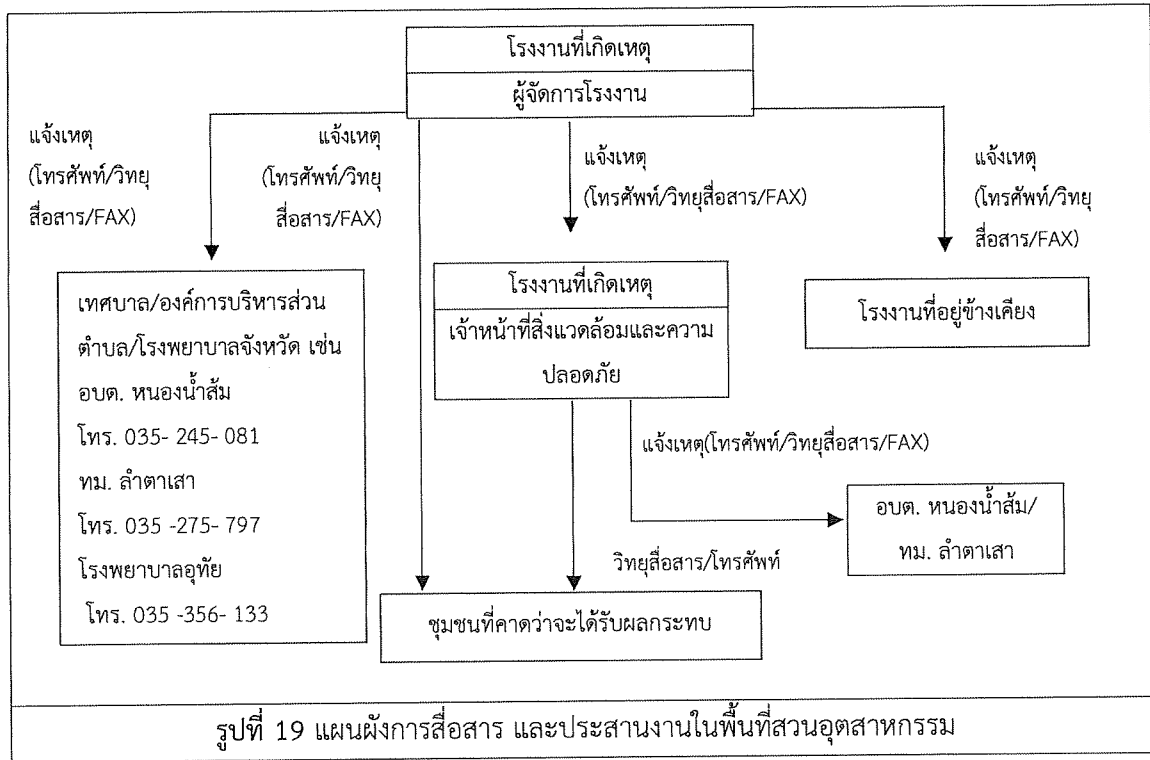 โรงงานที่เกิดเหตุ
ผู้จัดการโรงงาน
แจ้งเหตุ
(โทรศัพท์/วิทยุ
สื่อสาร/FAX)
แจ้งเหตุ
(โทรศัพท์/วิทยุ
สื่อสาร/FAX)
แจ้งเหตุ
(โทรศัพท์/วิทยุสื่อสาร/FAX)
แจ้งเหตุ
(โทรศัพท์/วิทยุ
สื่อสาร/FAX)
เทศบาล/องค์การบริหารส่วน
ตำบล/โรงพยาบาลจังหวัด เช่น
อบต. หนองน้ำส้ม
โทร. 035- 245- 081
ทม. ลำตาเสา
โทร. 035 -275- 797
โรงพยาบาลอุทัย
โทร. 035 -356- 133
โรงงานที่เกิดเหตุ
เจ้าหน้าที่สิ่งแวดล้อมและความ
ปลอดภัย
โรงงานที่อยู่ข้างเคียง
แจ้งเหตุ(โทรศัพท์/วิทยุสื่อสาร/FAX)
อบต. หนองน้ำส้ม/
ทม. ลำตาเสา
วิทยุสื่อสาร/โทรศัพท์
ชุมชนที่คาดว่าจะได้รับผลกระทบ
รูปที่ 19 แผนผังการสื่อสาร และประสานงานในพื้นที่สวนอุตสาหกรรม